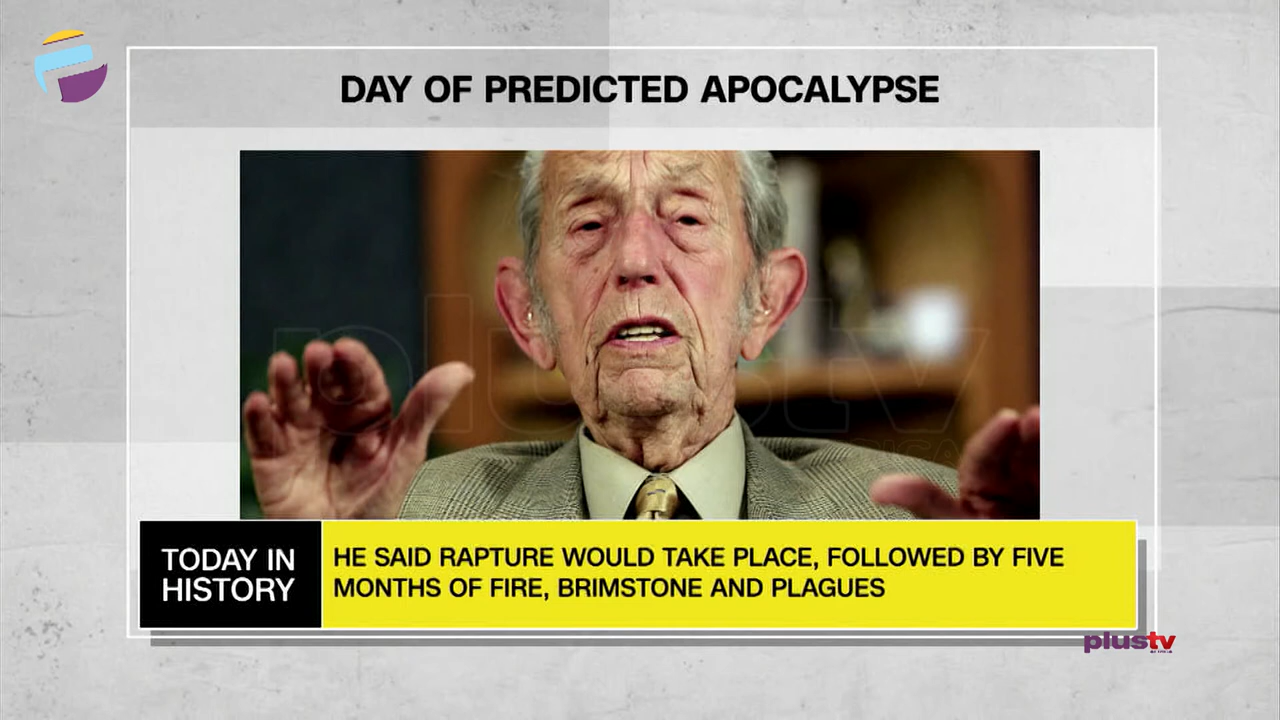 DAY OF PREDICTED APOCALYPSE
plustv
TODAY IN
HISTORY
HE SAID RAPTURE WOULD TAKE PLACE, FOLLOWED BY FIVE
MONTHS OF FIRE, BRIMSTONE AND PLAGUES
plustv